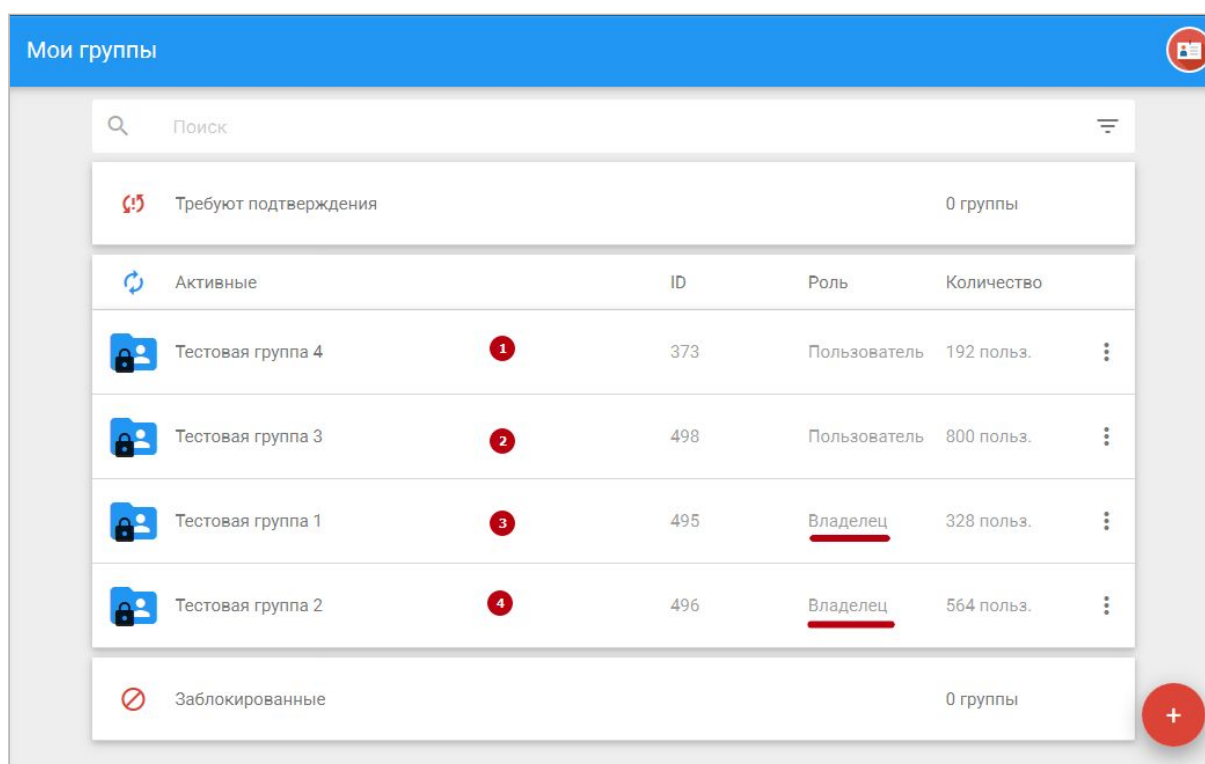 Мои группы
Поиск
Требуют подтверждения 0 группы
Активные ID Роль Количество
Тестовая группа 4 1 373 Пользователь 192 польз.
Тестовая группа 3 2 498 Пользователь 800 польз.
Тестовая группа 1 3 495 Владелец 328 польз.
Тестовая группа 2 4 496 Владелец 564 польз.
Заблокированные 0 группы
+